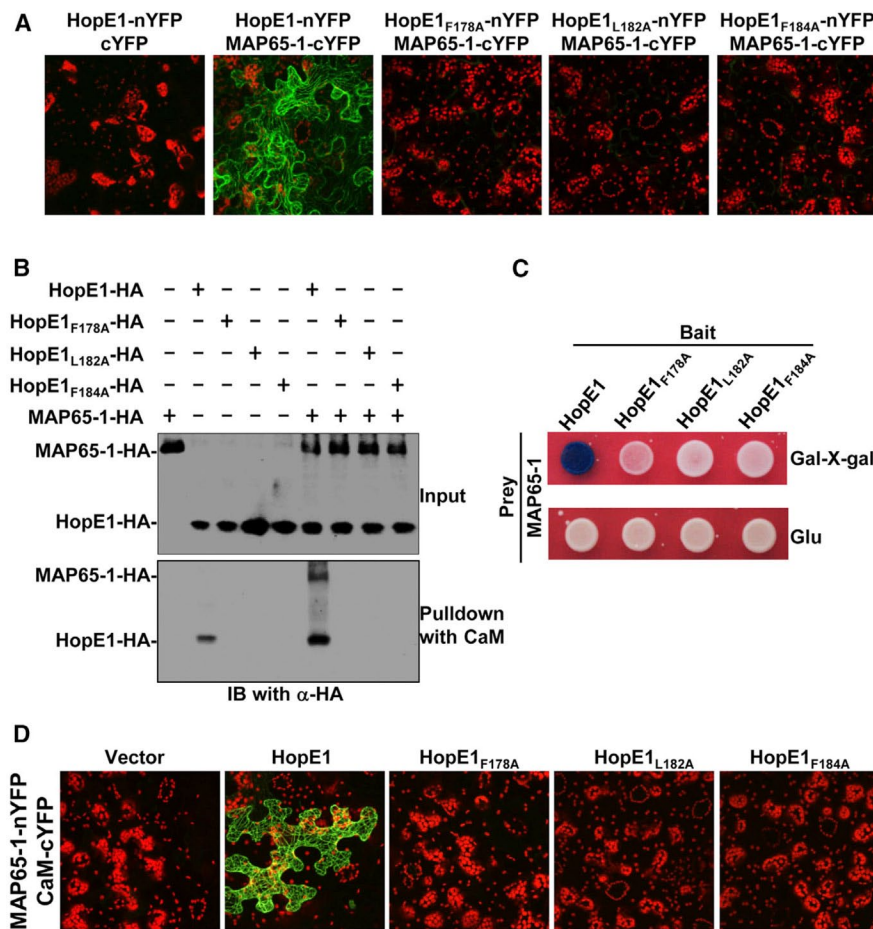 A
HopE1-nYFP
cYFP
HopE1-nYFP
MAP65-1-cYFP
HopE1F178A-nYFP
MAP65-1-cYFP
HopE1L182A-nYFP
MAP65-1-cYFP
HopE1F184A-nYFP
MAP65-1-cYFP
B
HopE1-HA - + - - - + - - -
HopE1F178A-HA - - + - - - + - -
HopE1L182A-HA - - - + - - - + -
HopE1F184A-HA - - - - + - - - +
MAP65-1-HA + - - - - + + + +
MAP65-1-HA-
HopE1-HA-
Input
MAP65-1-HA-
HopE1-HA-
Pulldown
with CaM
IB with α-HA
C
Bait
HopE1
HopE1F178A
HopE1L182A
HopE1F184A
Prey
MAP65-1
Gal-X-gal
Glu
D
Vector
HopE1
HopE1F178A
HopE1L182A
HopE1F184A
MAP65-1-nYFP
CaM-cYFP